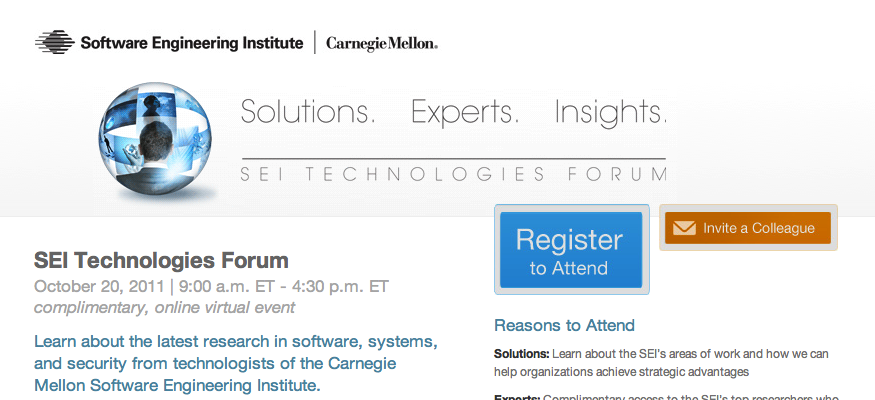 Software Engineering Institute | Carnegie Mellon®
Solutions. Experts. Insights.
SEI TECHNOLOGIES FORUM
Register
to Attend
Invite a Colleague
SEI Technologies Forum
October 20, 2011 | 9:00 a.m. ET - 4:30 p.m. ET
complimentary, online virtual event
Learn about the latest research in software, systems,
and security from technologists of the Carnegie
Mellon Software Engineering Institute.
Reasons to Attend
Solutions: Learn about the SEI's areas of work and how we can
help organizations achieve strategic advantages
Experts: Complimentary access to the SEI's top researchers who